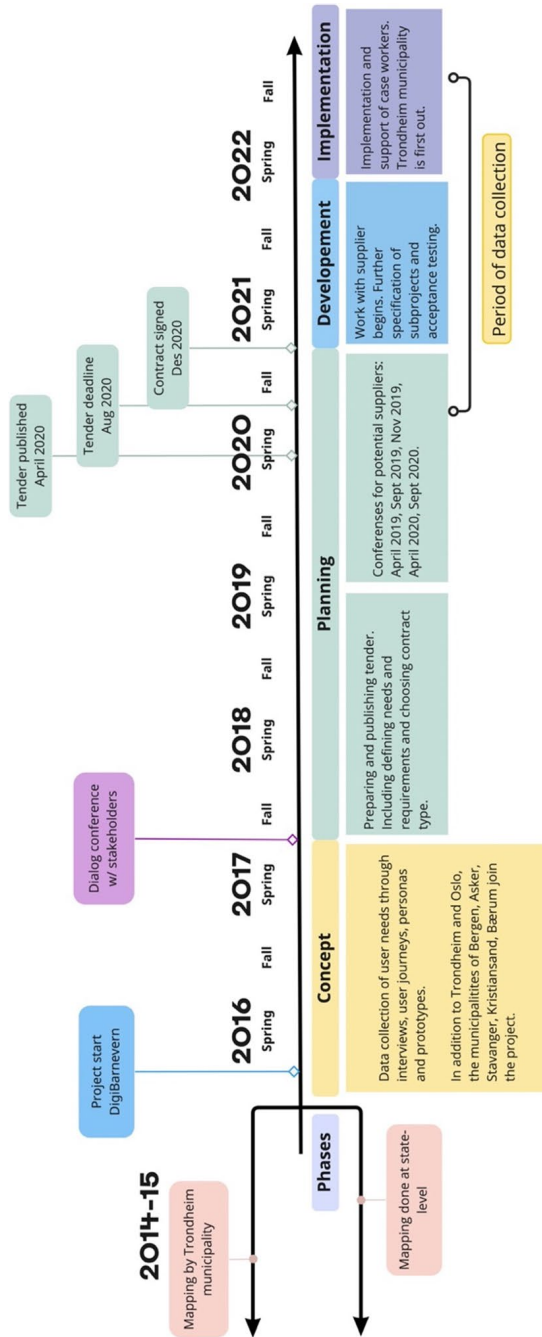 2014-15
Mapping by Trondheim
municipality
Mapping done at state-
level
Project start
DigiBarnevern
Dialog conference
w/ stakeholders
Tender published
April 2020
Tender deadline
Aug 2020
Contract signed
Des 2020
2016
Spring
Fall
2017
Spring
Fall
2018
Spring
Fall
2019
Spring
Fall
2020
Spring
Fall
2021
Spring
Fall
2022
Spring
Fall
Phases
Concept
Data collection of user needs through
interviews, user journeys, personas
and prototypes.
In addition to Trondheim and Oslo,
the municipalitites of Bergen, Asker,
Stavanger, Kristiansand, Bærum join
the project.
Planning
Preparing and publishing tender.
Including defining needs and
requirements and choosing contract
type.
Conferenses for potential suppliers:
April 2019, Sept 2019, Nov 2019,
April 2020, Sept 2020.
Developement
Work with supplier
begins. Further
specification of
subprojects and
acceptance testing.
Implementation
Implementation and
support of case workers.
Trondheim municipality
is first out.
Period of data collection